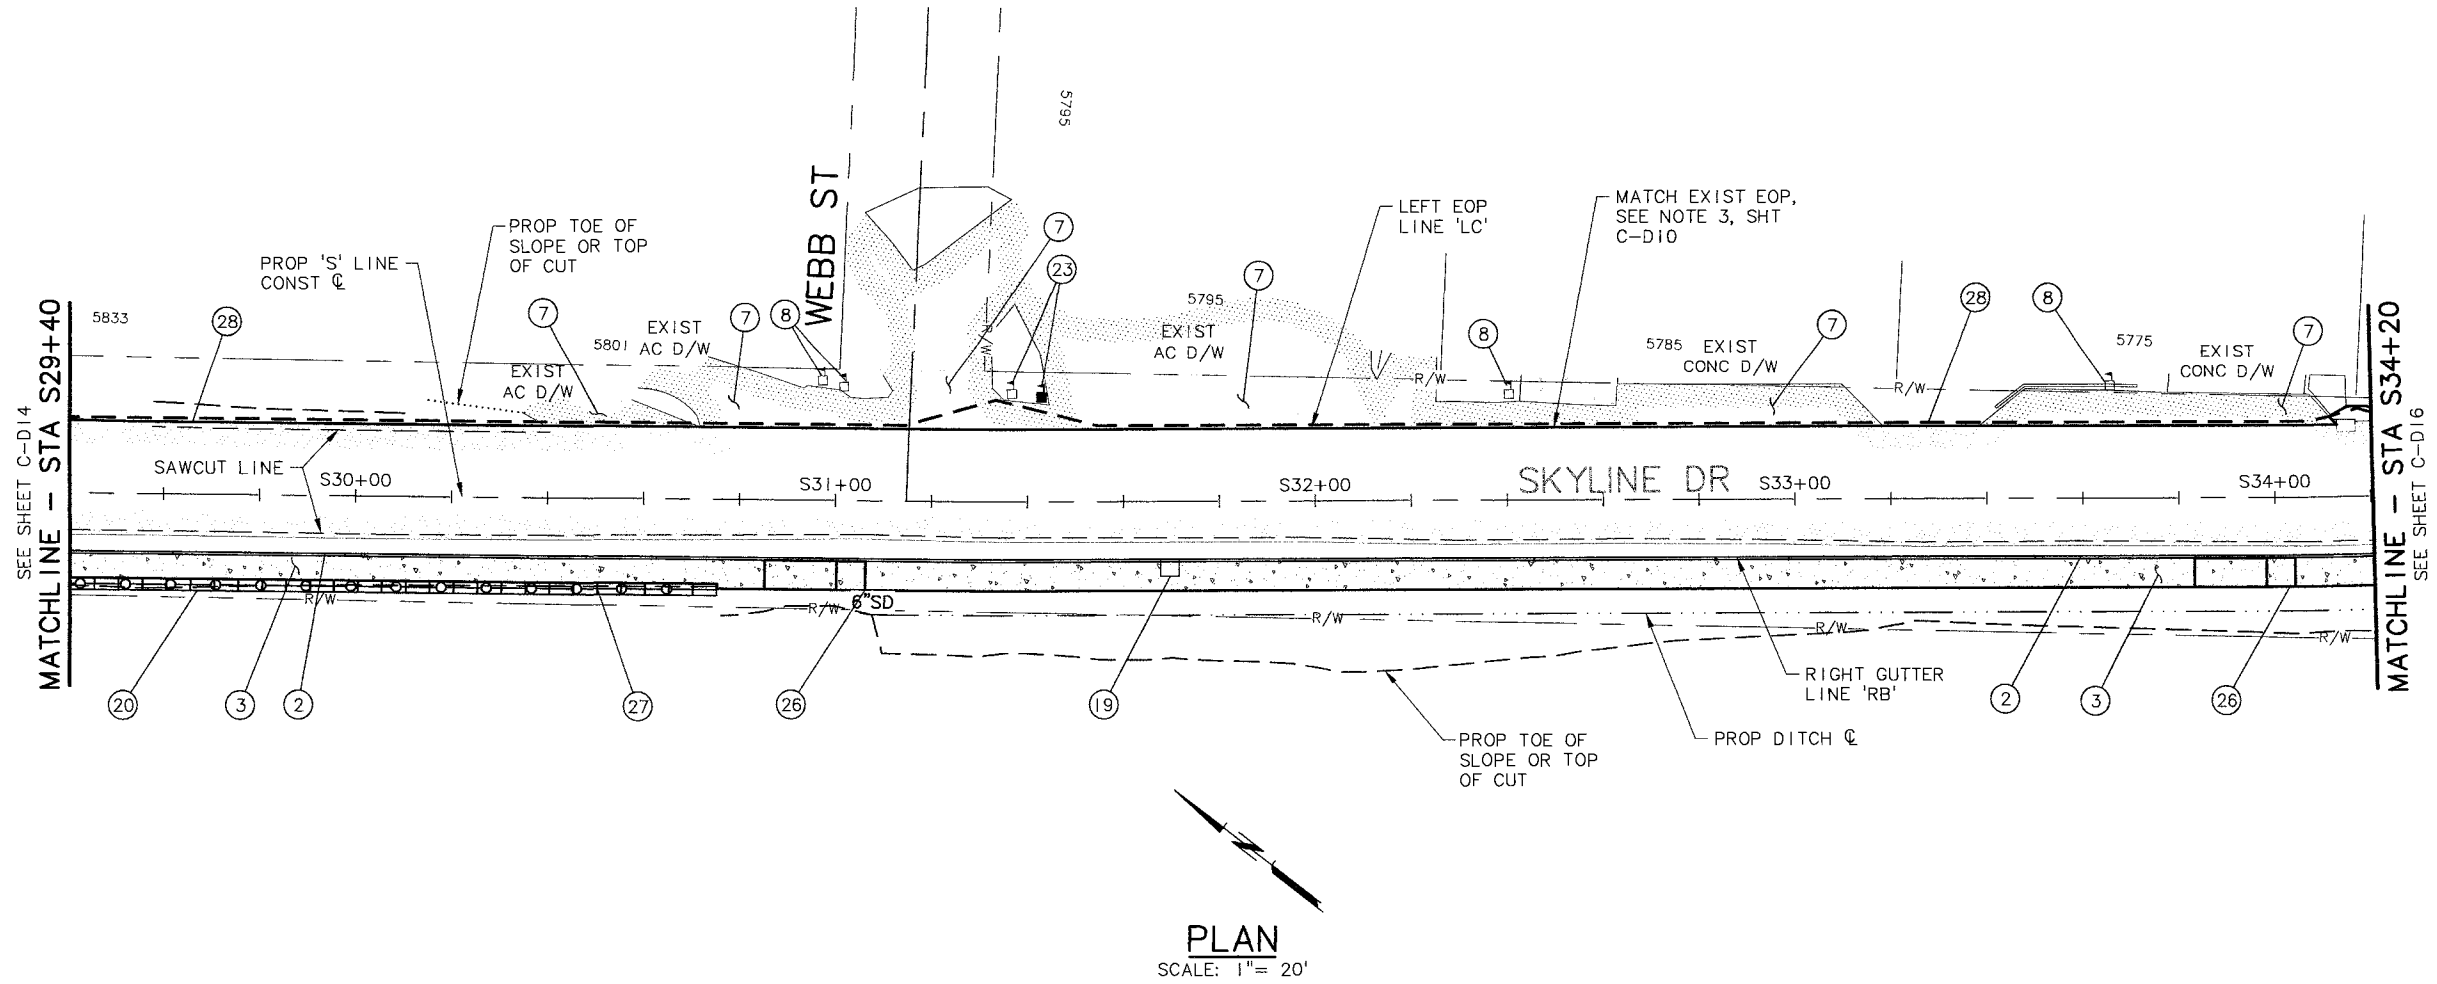 5795
WEBB ST
PROP TOE OF
SLOPE OR TOP
OF CUT
PROP 'S' LINE
CONST ℄
LEFT EOP
LINE 'LC'
MATCH EXIST EOP,
SEE NOTE 3, SHT
C-D10
7
23
7
28
8
7
5833
28
7
7
8
5801
EXIST
AC D/W
EXIST
AC D/W
5795
EXIST
AC D/W
8
5785
EXIST
CONC D/W
5775
EXIST
CONC D/W
7
R/W
R/W
R/W
MATCHLINE - STA S29+40
SEE SHEET C-D14
MATCHLINE - STA S34+20
SEE SHEET C-D16
SAWCUT LINE
S30+00
S31+00
S32+00
SKYLINE DR
S33+00
S34+00
R/W
R/W
6"SD
R/W
R/W
R/W
20
3
2
27
26
19
RIGHT GUTTER
LINE 'RB'
2
3
26
PROP TOE OF
SLOPE OR TOP
OF CUT
PROP DITCH ℄
N
PLAN
SCALE: 1"= 20'